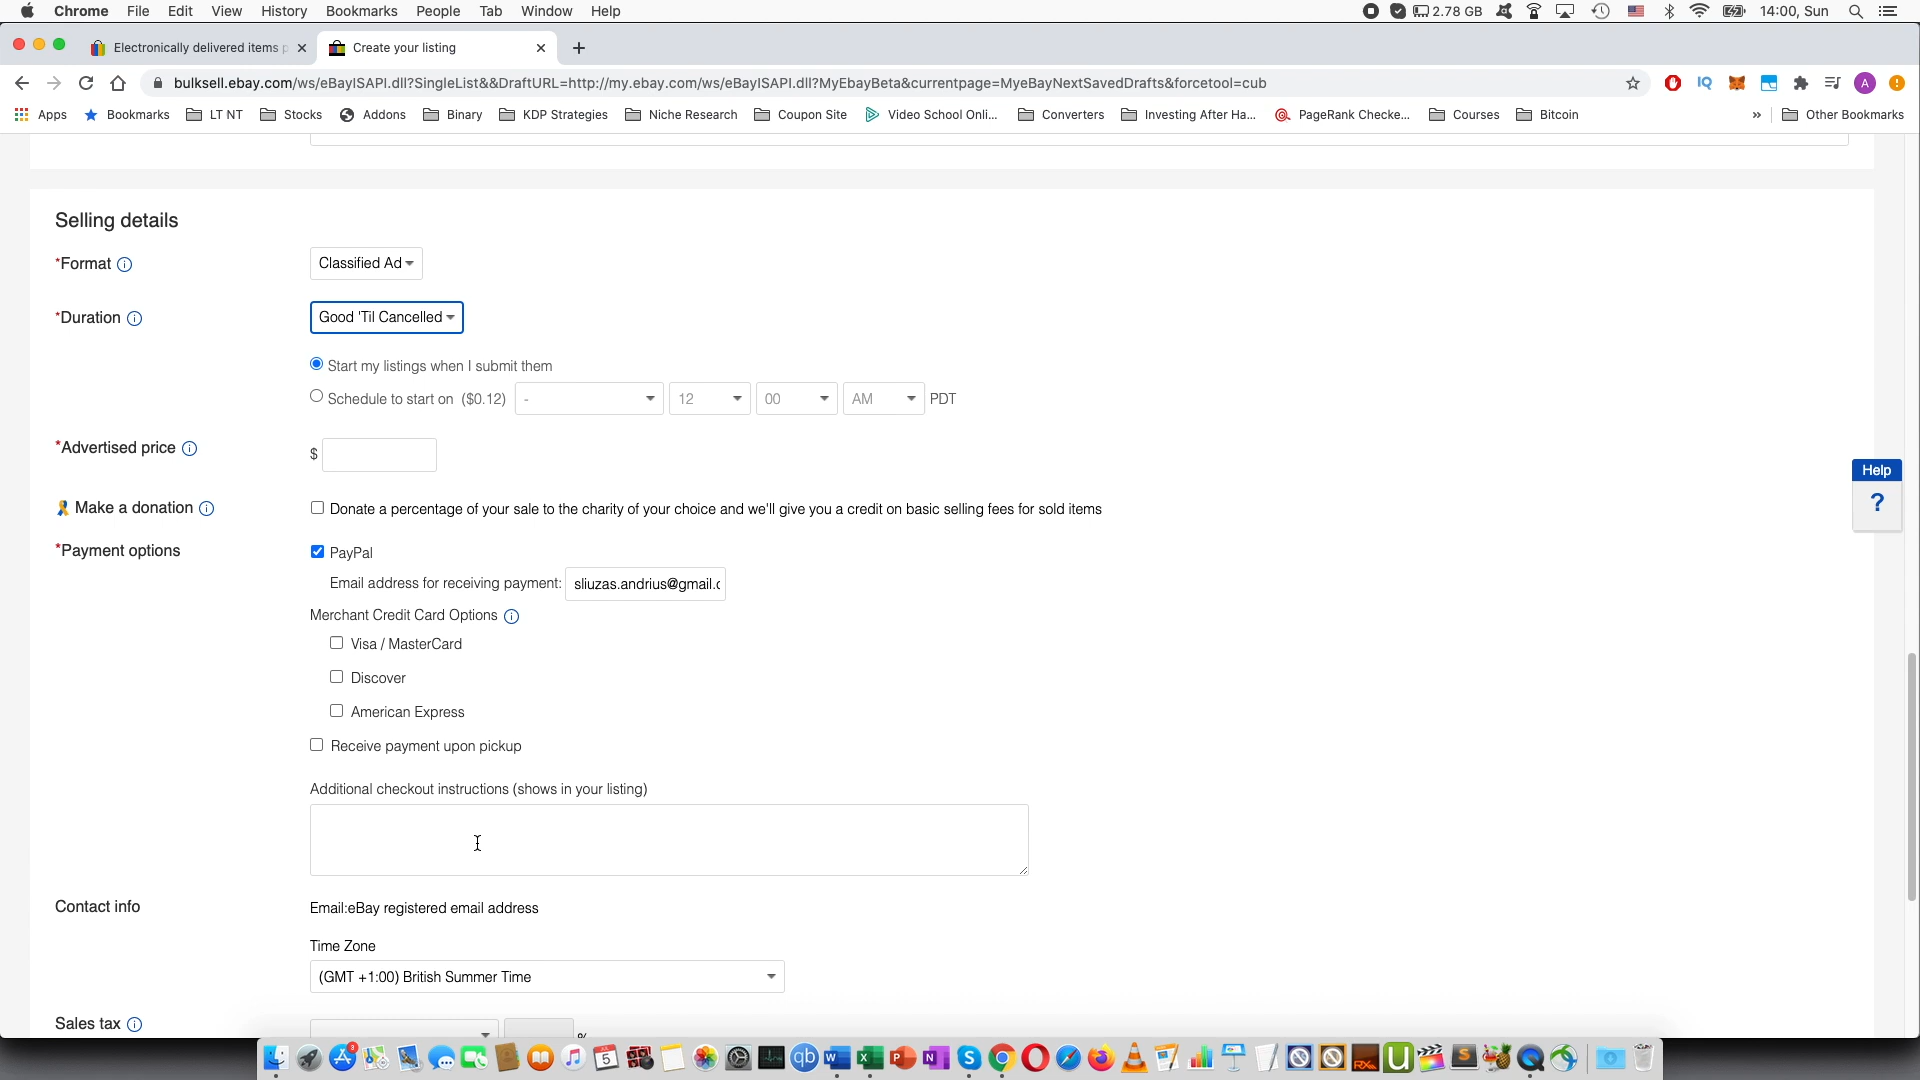 Chrome File Edit View History Bookmarks People Tab Window Help 2.78 GB 14:00, Sun
Electronically delivered items p Create your listing
bulksell.ebay.com/ws/eBayISAPI.dll?SingleList&&DraftURL=http://my.ebay.com/ws/eBayISAPI.dll?MyEbayBeta&currentpage=MyeBayNextSavedDrafts&forcetool=cub IQ A
Apps Bookmarks LT NT Stocks Addons Binary KDP Strategies Niche Research Coupon Site Video School Onli... Converters Investing After Ha... PageRank Checke... Courses Bitcoin » Other Bookmarks
Selling details
*Format Classified Ad
*Duration Good 'Til Cancelled
Start my listings when I submit them
Schedule to start on ($0.12) - 12 00 AM PDT
*Advertised price $
Help
?
Make a donation Donate a percentage of your sale to the charity of your choice and we'll give you a credit on basic selling fees for sold items
*Payment options PayPal
Email address for receiving payment: sliuzas.andrius@gmail.c
Merchant Credit Card Options
Visa / MasterCard
Discover
American Express
Receive payment upon pickup
Additional checkout instructions (shows in your listing)
Contact info Email:eBay registered email address
Time Zone
(GMT +1:00) British Summer Time
Sales tax %